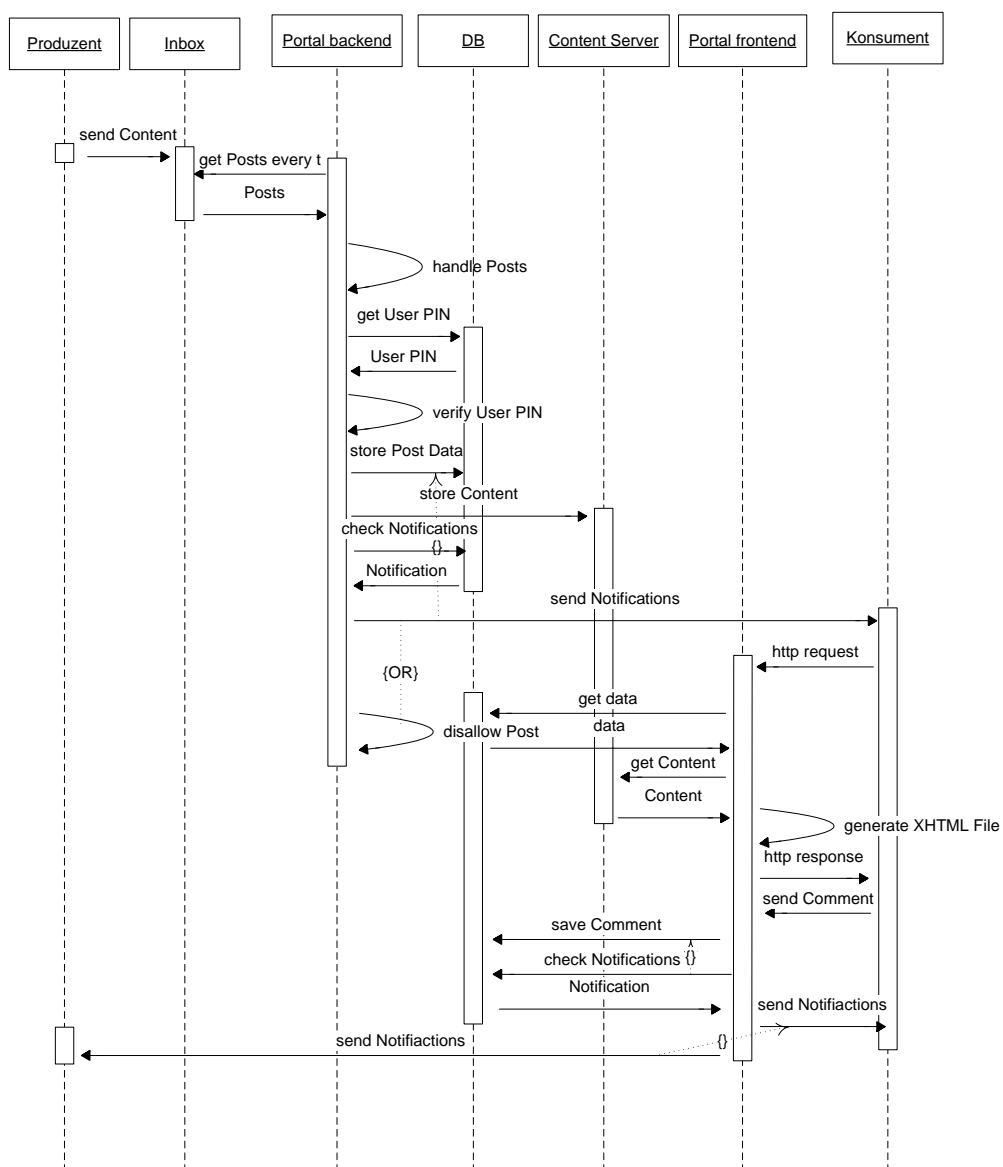 Produzent
Inbox
Portal backend
DB
Content Server
Portal frontend
Konsument
send Content
get Posts every t
Posts
handle Posts
get User PIN
User PIN
verify User PIN
store Post Data
store Content
check Notifications
{}
Notification
send Notifications
http request
{OR}
get data
disallow Post
data
get Content
Content
generate XHTML File
http response
send Comment
save Comment
check Notifications
{}
Notification
send Notifiactions
send Notifiactions
{}